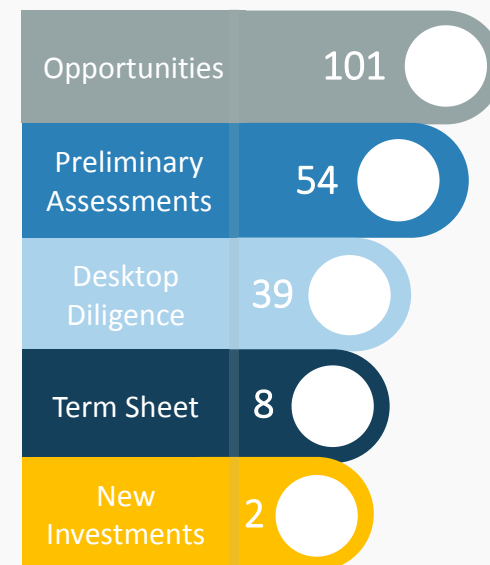 Opportunities 101
Preliminary
Assessments 54
Desktop
Diligence 39
Term Sheet 8
New
Investments 2